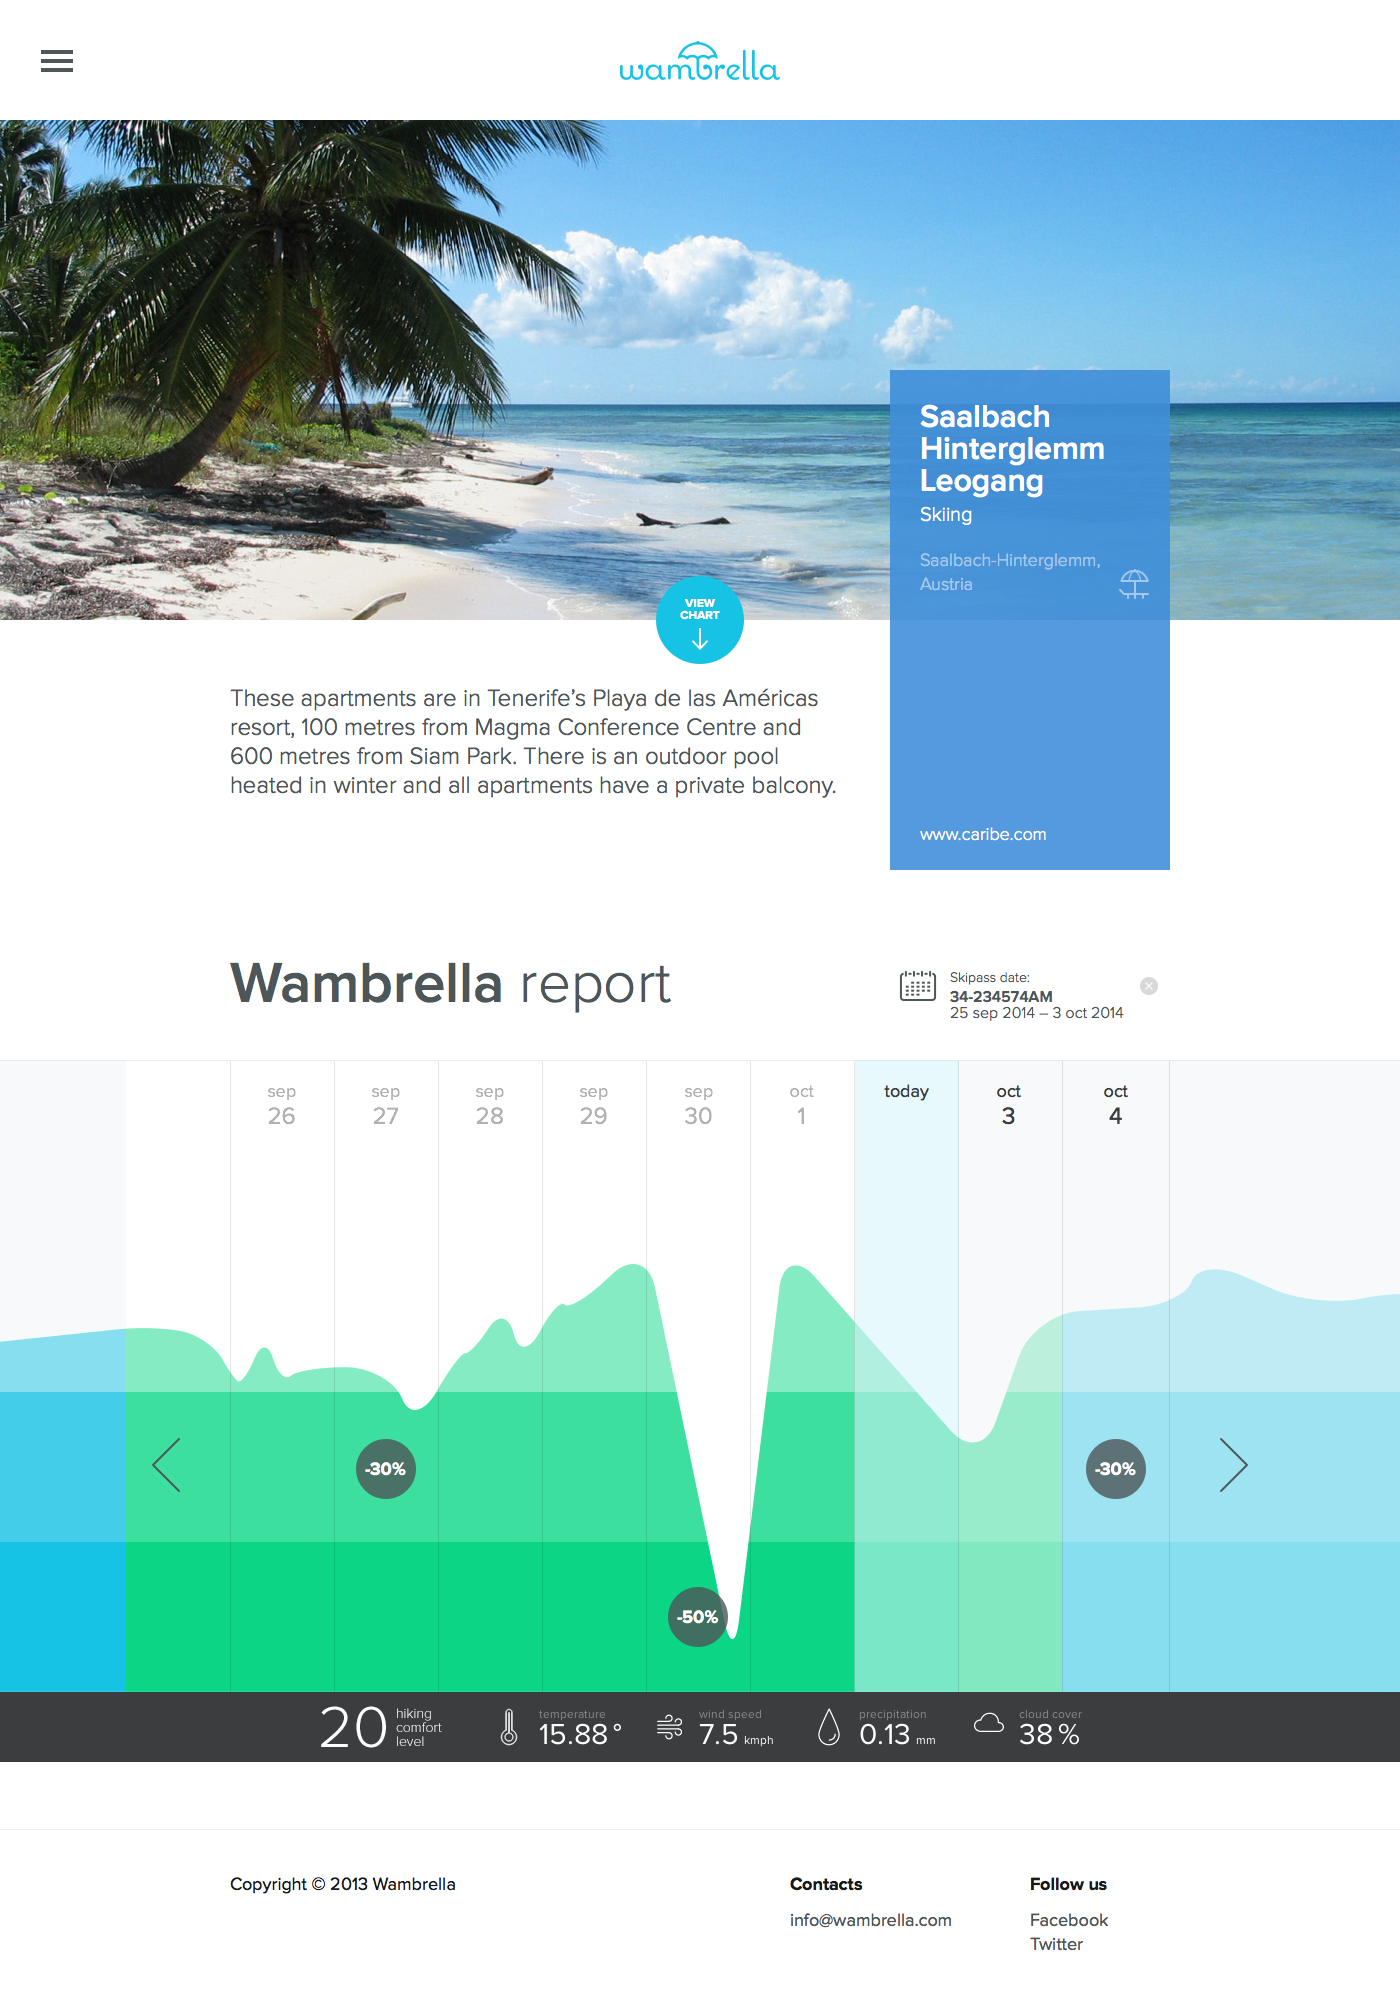 wambrella
Saalbach
Hinterglemm
Leogang
Skiing
Saalbach-Hinterglemm,
Austria
VIEW
CHART
These apartments are in Tenerife’s Playa de las Américas
resort, 100 metres from Magma Conference Centre and
600 metres from Siam Park. There is an outdoor pool
heated in winter and all apartments have a private balcony.
www.caribe.com
Wambrella report
Skipass date:
34-234574AM
25 sep 2014 – 3 oct 2014
sep sep sep sep sep oct today oct oct
26 27 28 29 30 1 3 4
-30% -30%
-50%
20 hiking
comfort
level
temperature
15.88 °
wind speed
7.5 kmph
precipitation
0.13 mm
cloud cover
38 %
Copyright © 2013 Wambrella
Contacts
info@wambrella.com
Follow us
Facebook
Twitter